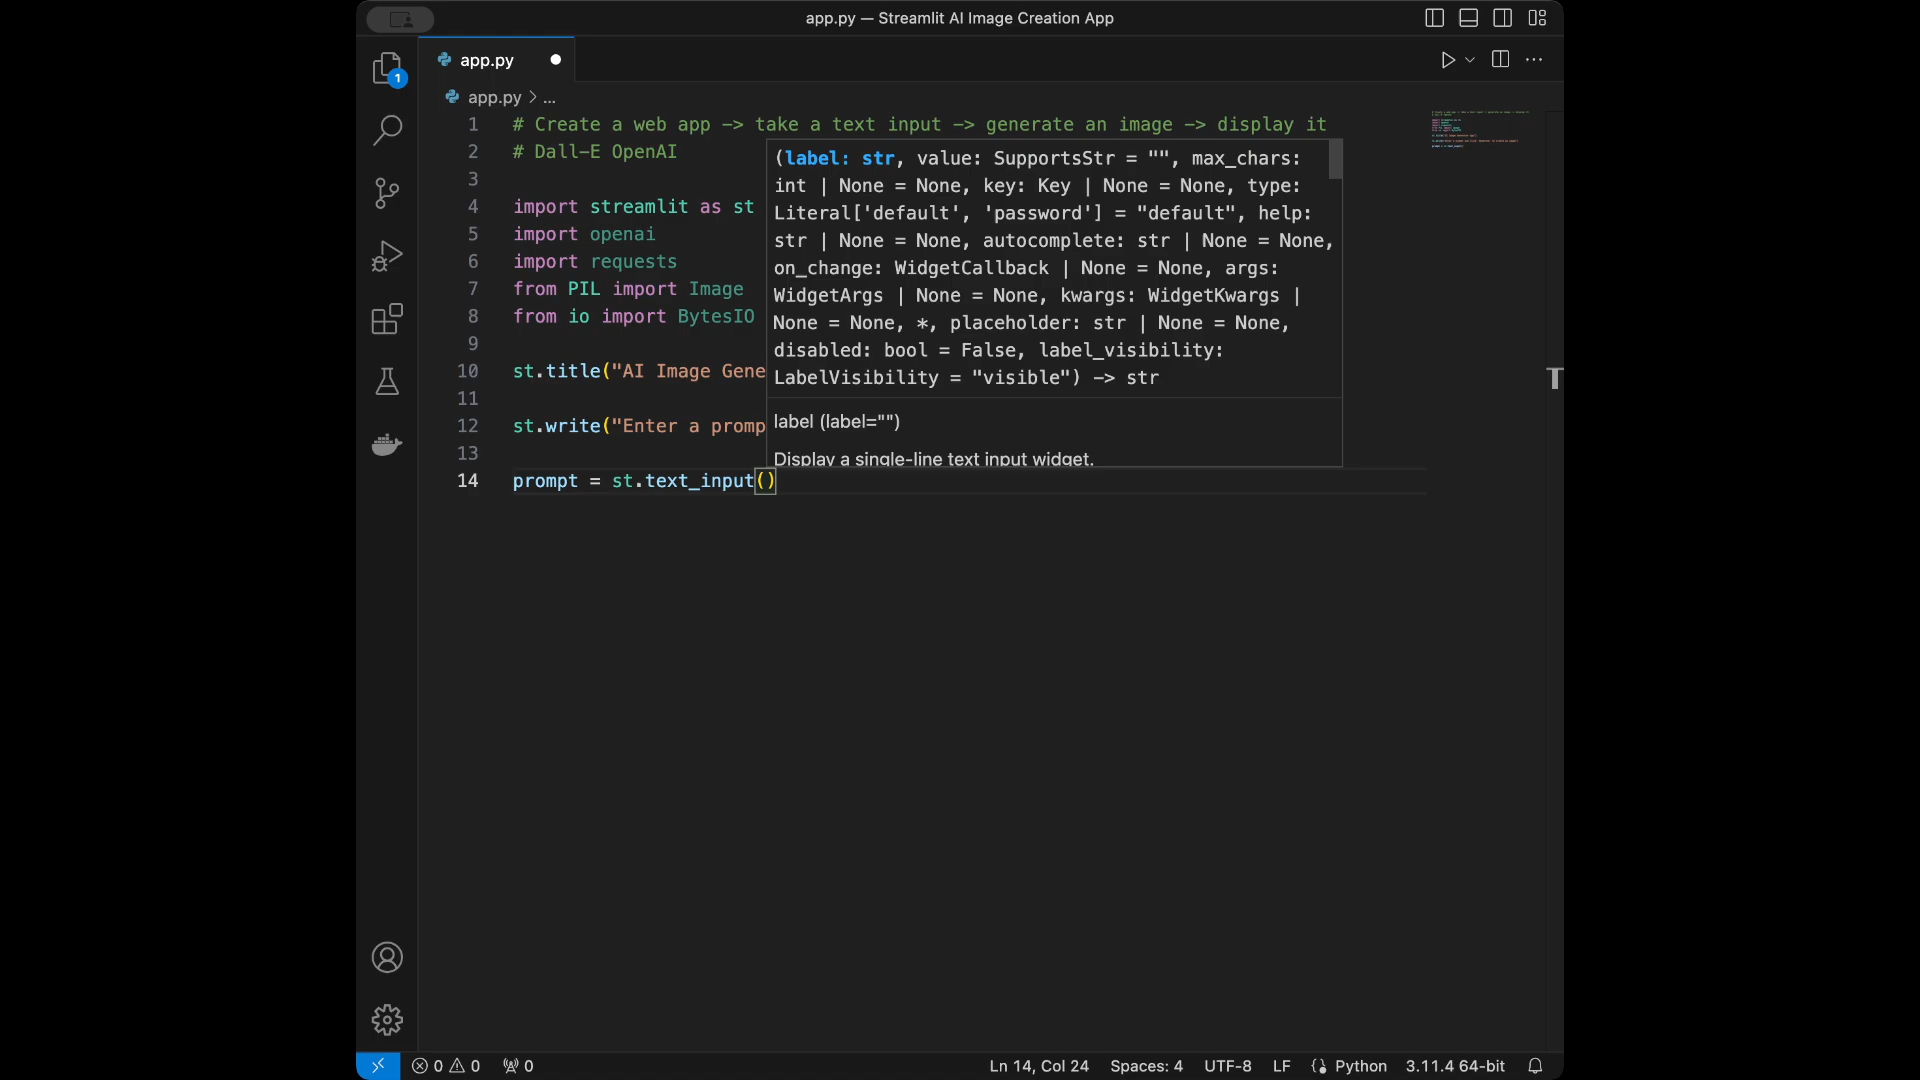 app.py — Streamlit AI Image Creation App
1
app.py
app.py > ...
1 # Create a web app -> take a text input -> generate an image -> display it
2 # Dall-E OpenAI
3
4 import streamlit as st
5 import openai
6 import requests
7 from PIL import Image
8 from io import BytesIO
9
10 st.title("AI Image Gene
11
12 st.write("Enter a promp
13
14 prompt = st.text_input()
(label: str, value: SupportsStr = "", max_chars:
int | None = None, key: Key | None = None, type:
Literal['default', 'password'] = "default", help:
str | None = None, autocomplete: str | None = None,
on_change: WidgetCallback | None = None, args:
WidgetArgs | None = None, kwargs: WidgetKwargs |
None = None, *, placeholder: str | None = None,
disabled: bool = False, label_visibility:
LabelVisibility = "visible") -> str
label (label="")
Display a single-line text input widget.
0 0 0 Ln 14, Col 24 Spaces: 4 UTF-8 LF Python 3.11.4 64-bit